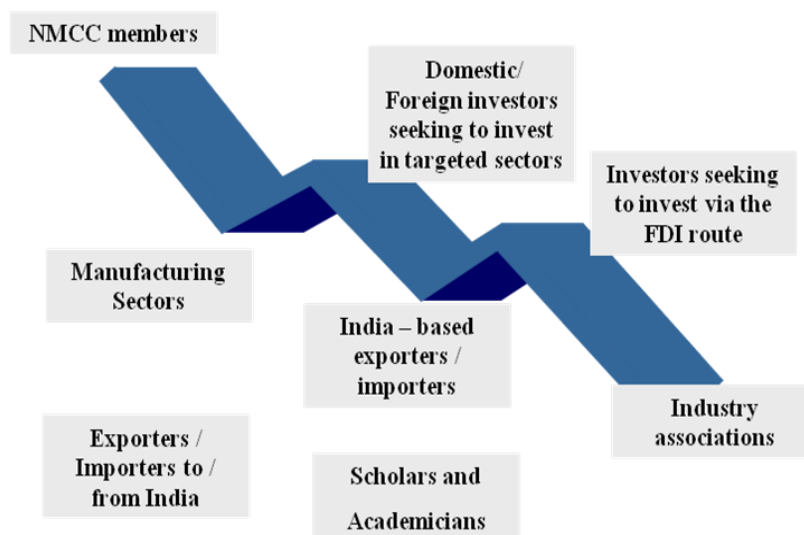 NMCC members
Domestic/
Foreign investors
seeking to invest
in targeted sectors
Investors seeking
to invest via the
FDI route
Manufacturing
Sectors
India – based
exporters /
importers
Industry
associations
Exporters /
Importers to /
from India
Scholars and
Academicians